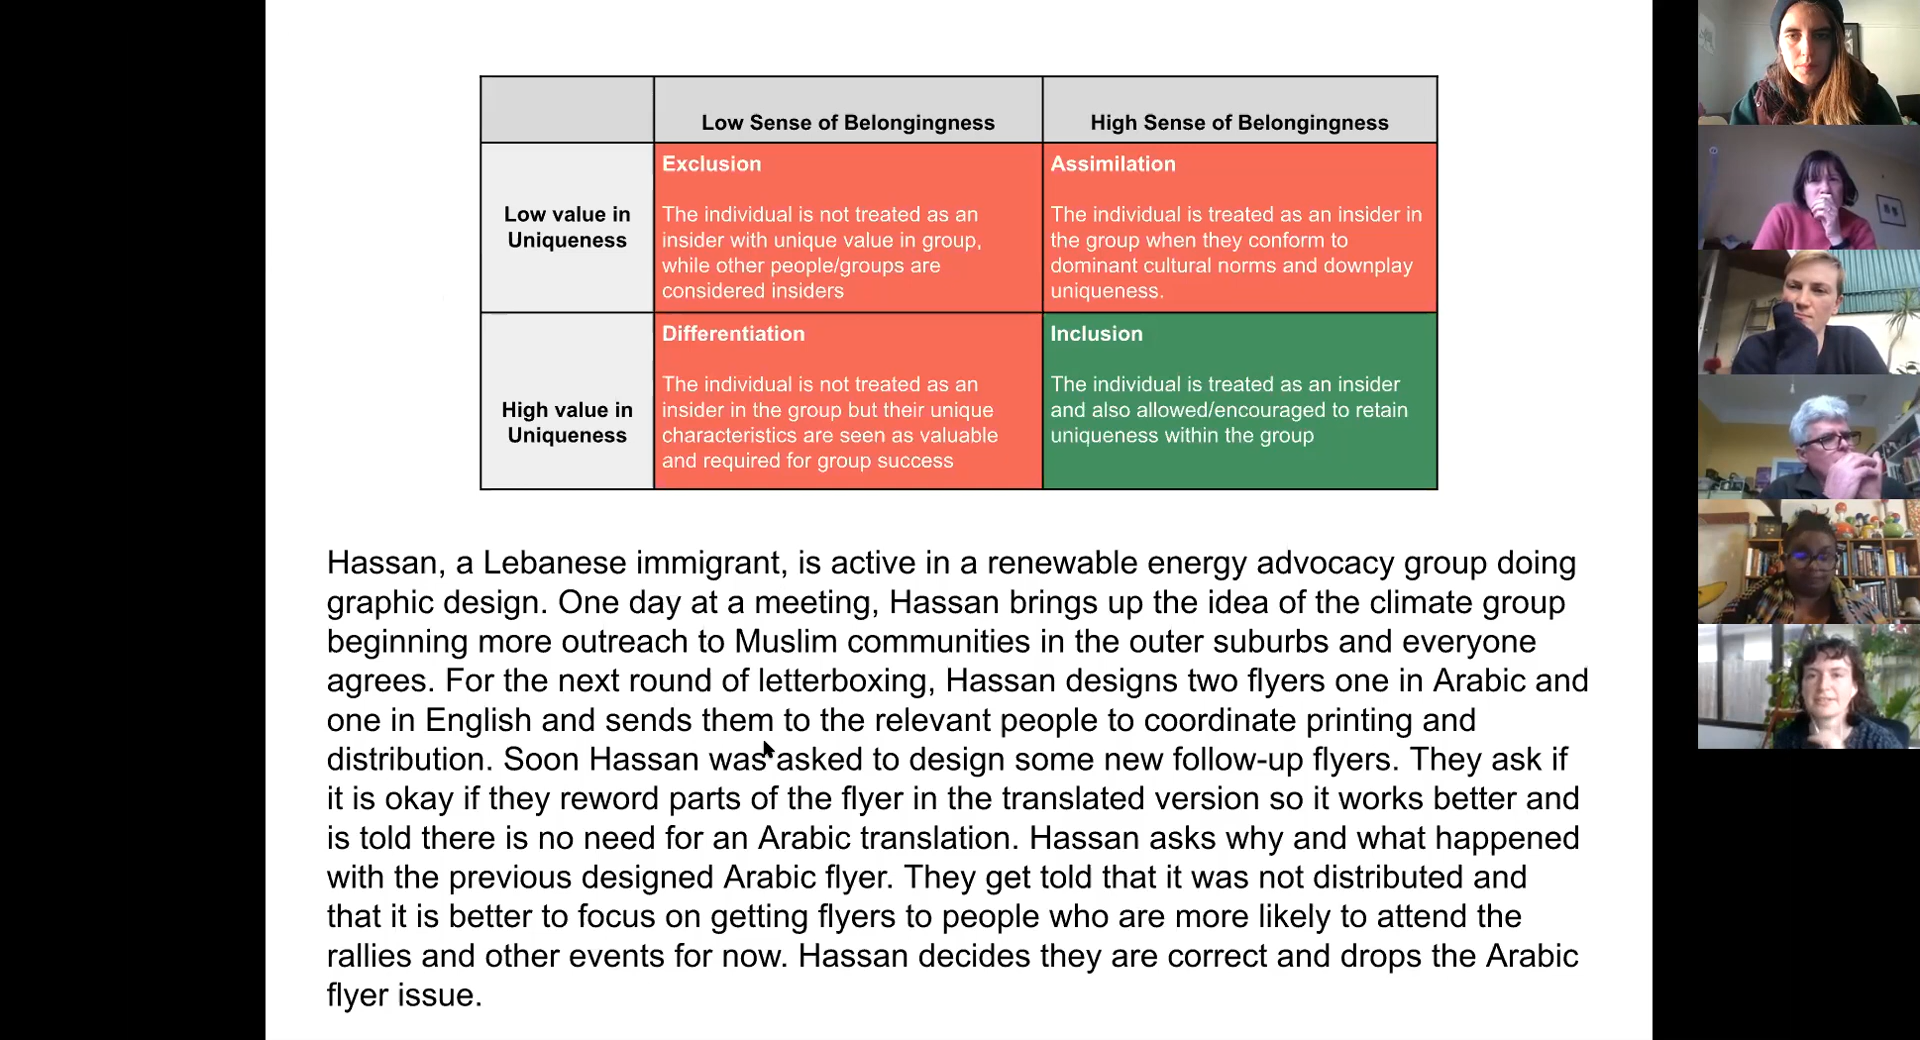 Low Sense of Belongingness
High Sense of Belongingness
Low value in
Uniqueness
Exclusion
The individual is not treated as an
insider with unique value in group,
while other people/groups are
considered insiders
Assimilation
The individual is treated as an insider in
the group when they conform to
dominant cultural norms and downplay
uniqueness.
High value in
Uniqueness
Differentiation
The individual is not treated as an
insider in the group but their unique
characteristics are seen as valuable
and required for group success
Inclusion
The individual is treated as an insider
and also allowed/encouraged to retain
uniqueness within the group
Hassan, a Lebanese immigrant, is active in a renewable energy advocacy group doing
graphic design. One day at a meeting, Hassan brings up the idea of the climate group
beginning more outreach to Muslim communities in the outer suburbs and everyone
agrees. For the next round of letterboxing, Hassan designs two flyers one in Arabic and
one in English and sends them to the relevant people to coordinate printing and
distribution. Soon Hassan was asked to design some new follow-up flyers. They ask if
it is okay if they reword parts of the flyer in the translated version so it works better and
is told there is no need for an Arabic translation. Hassan asks why and what happened
with the previous designed Arabic flyer. They get told that it was not distributed and
that it is better to focus on getting flyers to people who are more likely to attend the
rallies and other events for now. Hassan decides they are correct and drops the Arabic
flyer issue.